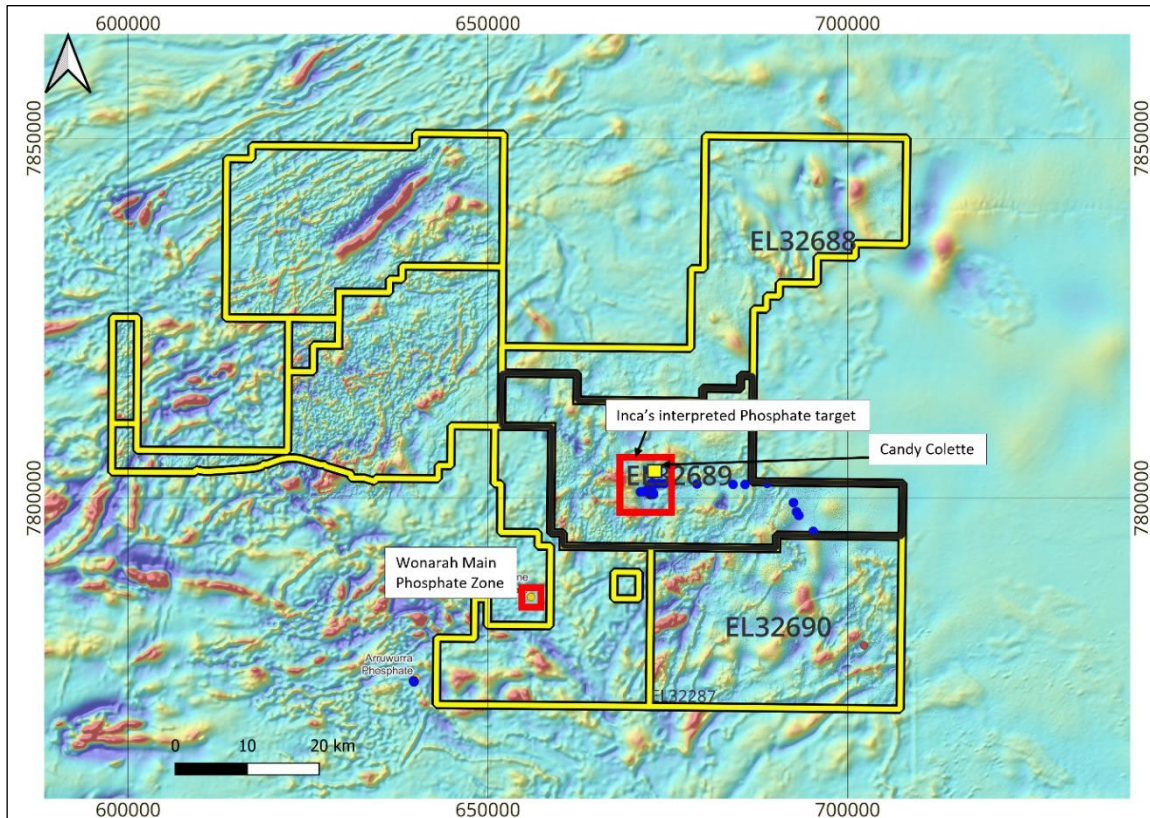 600000
650000
700000
7850000
7850000
EL32688
Inca's interpreted Phosphate target
Candy Colette
EL32689
7800000
7800000
Wonarah Main
Phosphate Zone
EL32690
Arruwurra
Phosphate
EL32287
0 10 20 km
600000
650000
700000